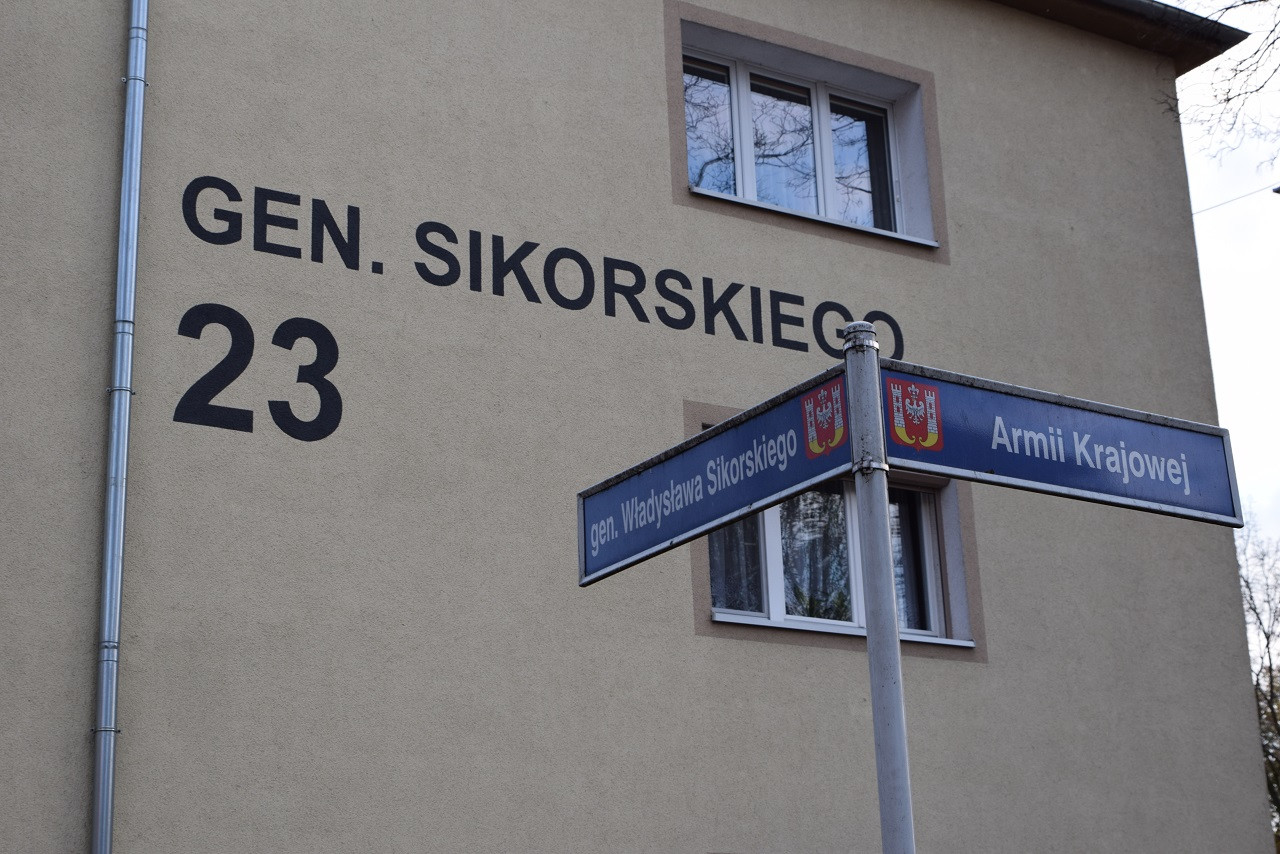 GEN. SIKORSKIEGO
23
gen. Władysława Sikorskiego
Armii Krajowej